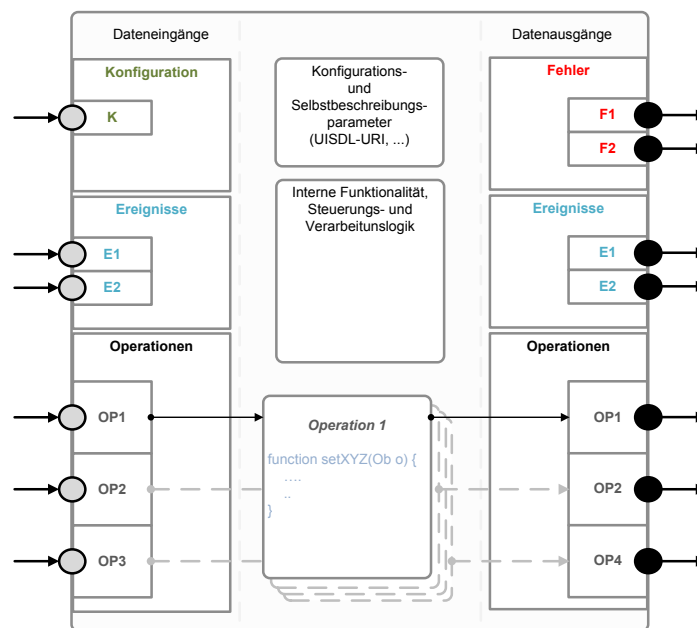 Dateneingänge
Konfiguration
K
Ereignisse
E1
E2
Operationen
OP1
OP2
OP3
Konfigurations-
und
Selbstbeschreibungs-
parameter
(UISDL-URI, ...)
Interne Funktionalität,
Steuerungs- und
Verarbeitunslogik
Operation 1
function setXYZ(Ob o) {
....
..
}
Datenausgänge
Fehler
F1
F2
Ereignisse
E1
E2
Operationen
OP1
OP2
OP4